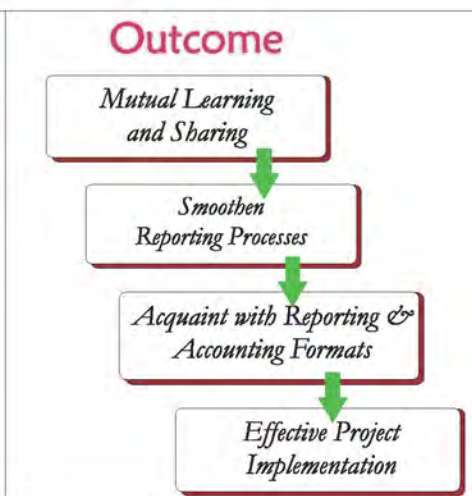 Outcome
Mutual Learning
and Sharing
Smoothen
Reporting Processes
Acquaint with Reporting &
Accounting Formats
Effective Project
Implementation